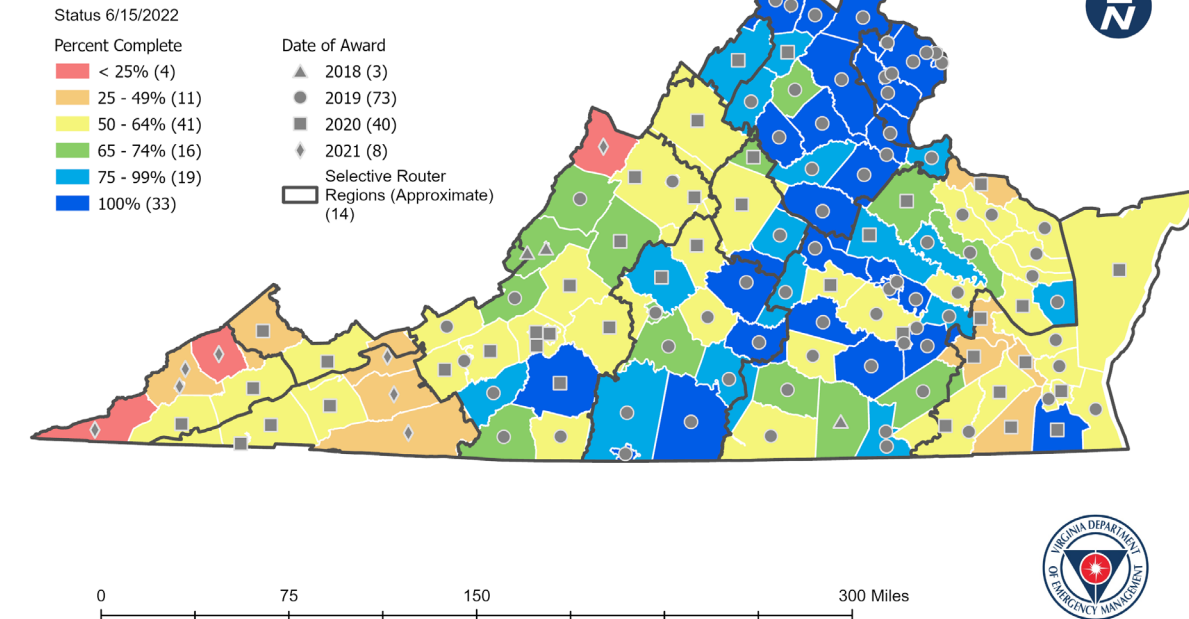 Status 6/15/2022
Percent Complete
< 25% (4)
25 - 49% (11)
50 - 64% (41)
65 - 74% (16)
75 - 99% (19)
100% (33)
Date of Award
2018 (3)
2019 (73)
2020 (40)
2021 (8)
Selective Router
Regions (Approximate)
(14)
N
VIRGINIA DEPARTMENT
OF EMERGENCY MANAGEMENT
0 75 150 300 Miles